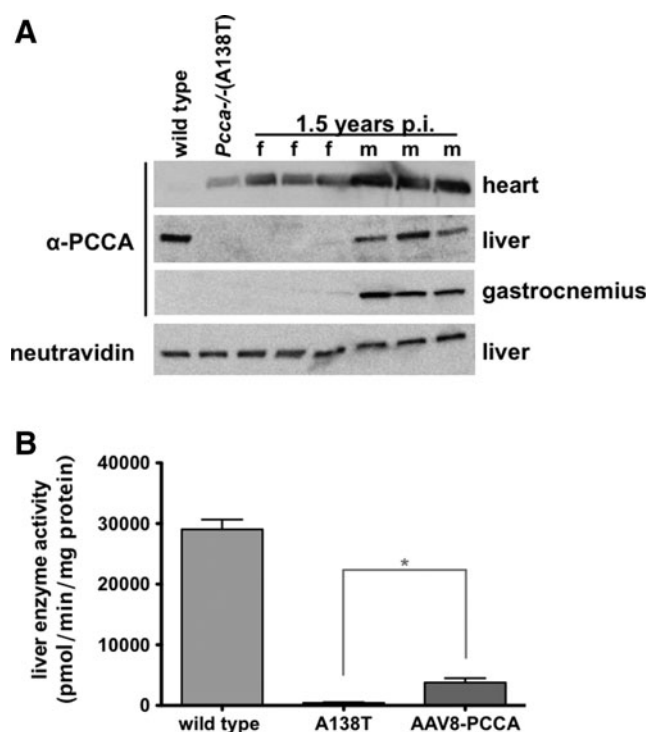 A
wild type
Pcca-/-(A138T)
1.5 years p.i.
f f f m m m
α-PCCA
heart
liver
gastrocnemius
neutravidin
liver
B
liver enzyme activity
(pmol/min/mg protein)
40000
30000
20000
10000
0
*
wild type A138T AAV8-PCCA